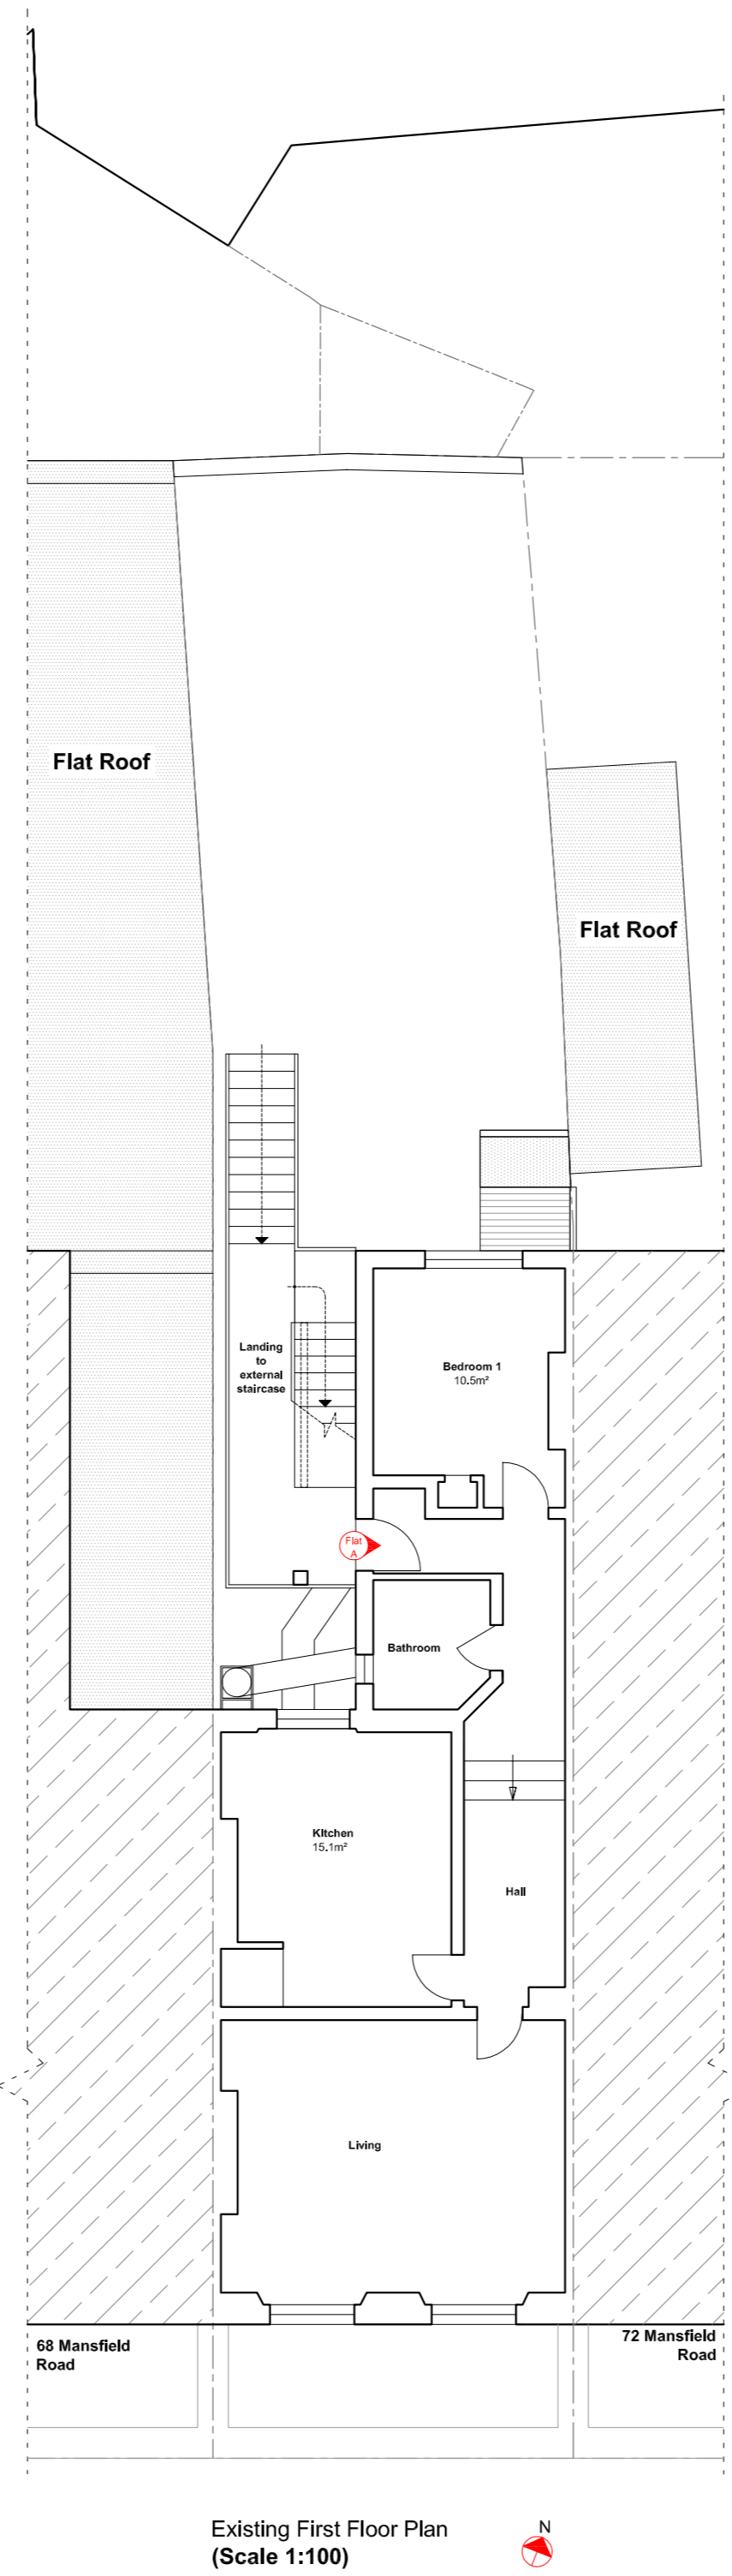 Flat Roof
Flat Roof
Landing
to
external
staircase
Bedroom 1
10.5m²
Flat
A
Bathroom
KItchen
15.1m²
Hall
Living
68 Mansfield
Road
72 Mansfield
Road
Existing First Floor Plan
(Scale 1:100)
N